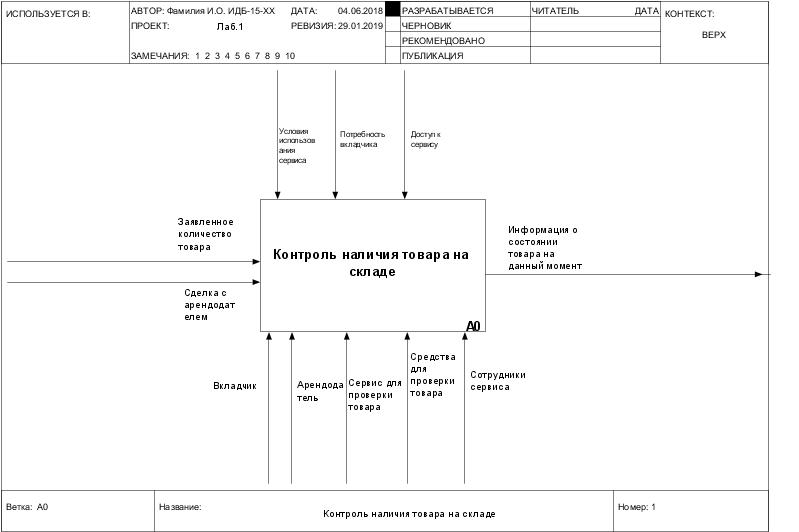 ИСПОЛЬЗУЕТСЯ В:
АВТОР: Фамилия И.О. ИДБ-15-XX ДАТА: 04.06.2018
ПРОЕКТ: Лаб.1 РЕВИЗИЯ: 29.01.2019
ЗАМЕЧАНИЯ: 1 2 3 4 5 6 7 8 9 10
РАЗРАБАТЫВАЕТСЯ
ЧЕРНОВИК
РЕКОМЕНДОВАНО
ПУБЛИКАЦИЯ
ЧИТАТЕЛЬ ДАТА
КОНТЕКСТ:
ВЕРХ
Условия
использов
ания
сервиса
Потребность
вкладчика
Доступ к
сервису
Заявленное
количество
товара
Сделка с
арендодат
елем
Контроль наличия товара на
складе
A0
Информация о
состоянии
товара на
данный момент
Вкладчик
Арендода
тель
Сервис для
проверки
товара
Средства
для
проверки
товара
Сотрудники
сервиса
Ветка: A0
Название:
Контроль наличия товара на складе
Номер: 1